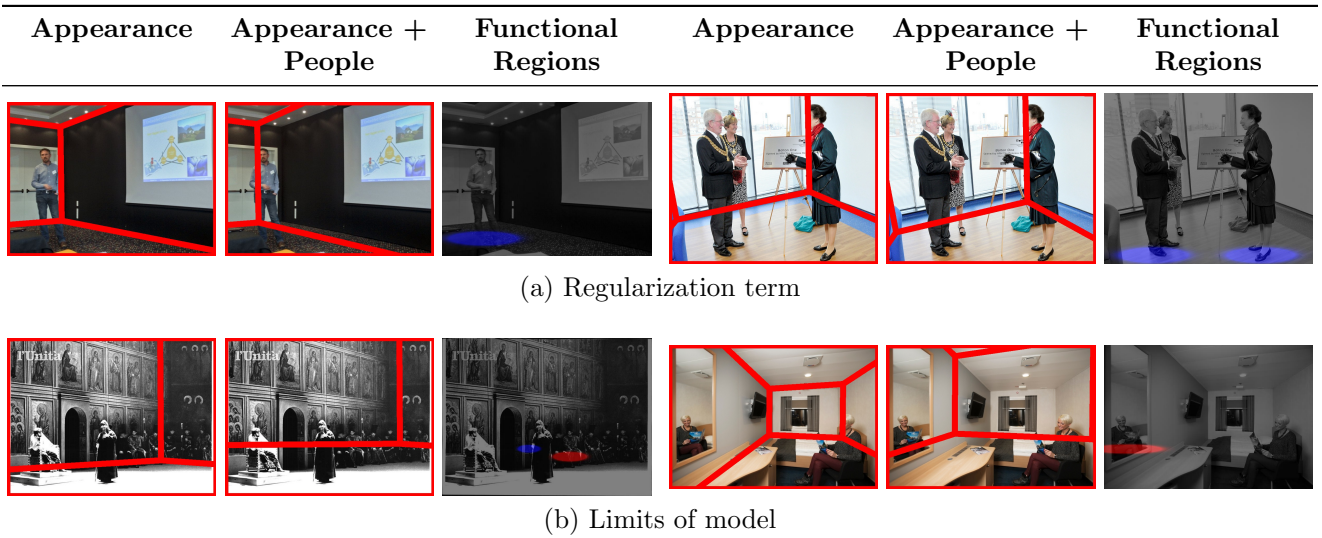 Appearance Appearance + People Functional Regions Appearance Appearance + People Functional Regions
(a) Regularization term
l'Unità l'Unità l'Unità
(b) Limits of model